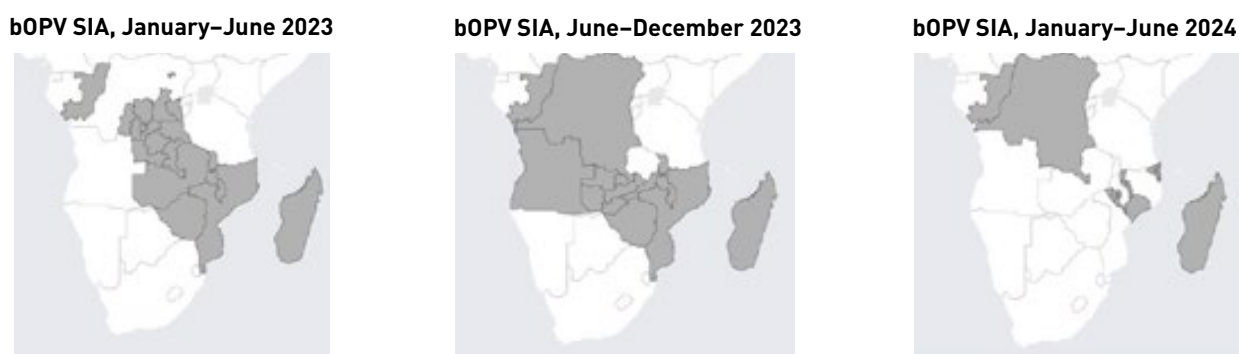 bOPV SIA, January–June 2023
bOPV SIA, June–December 2023
bOPV SIA, January–June 2024